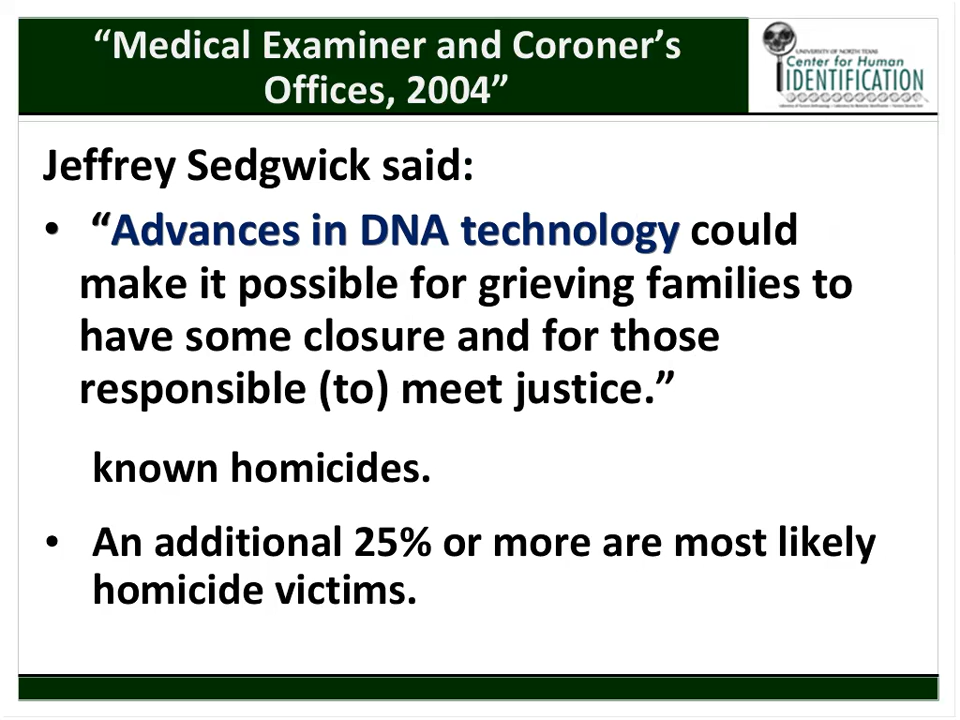 “Medical Examiner and Coroner’s
Offices, 2004”
UNIVERSITY OF NORTH TEXAS
Center for Human
IDENTIFICATION
Jeffrey Sedgwick said:
• “Advances in DNA technology could
make it possible for grieving families to
have some closure and for those
responsible (to) meet justice.”
known homicides.
• An additional 25% or more are most likely
homicide victims.